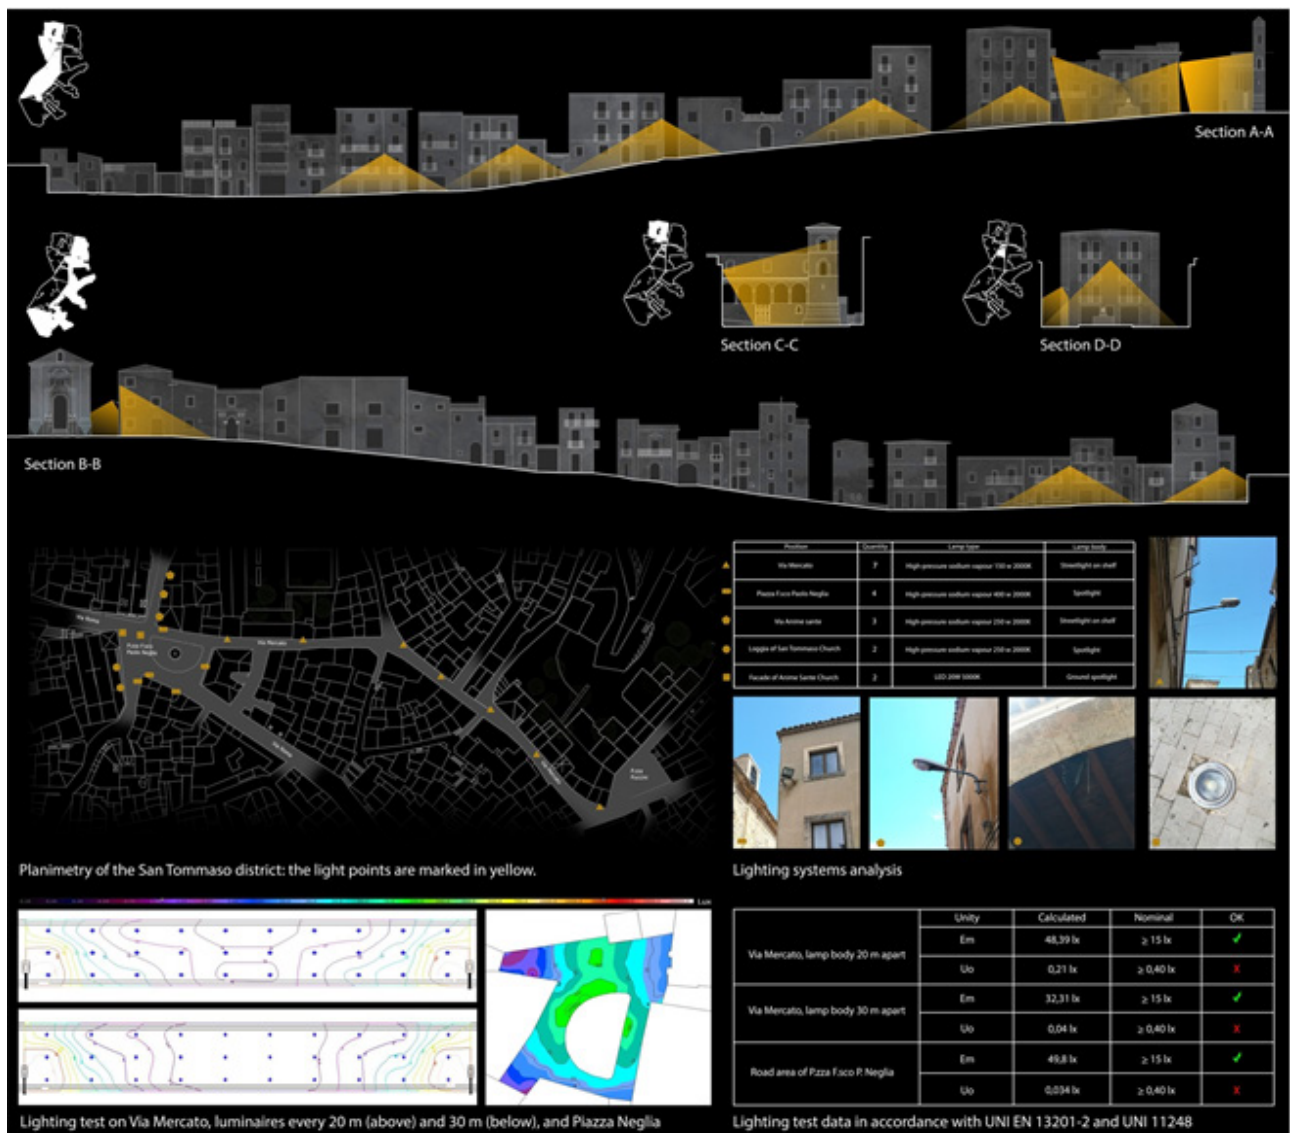 Section A-A
Section C-C
Section D-D
Section B-B
Via Roma
P.zza F.sco
Paolo Neglia
Via Mercato
Via Roma
P.zza
Position Quantity Lamp type Lamp body
Via Mercato 7 High-pressure sodium vapour 150 w 2000K Streetlight on shelf
Piazza F.sco Paolo Neglia 4 High-pressure sodium vapour 400 w 2000K Spotlight
Via Anime sante 3 High-pressure sodium vapour 250 w 2000K Streetlight on shelf
Loggia of San Tommaso Church 2 High-pressure sodium vapour 250 w 2000K Spotlight
Facade of Anime Sante Church 2 LED 20W 5000K Ground spotlight
Planimetry of the San Tommaso district: the light points are marked in yellow.
Lighting systems analysis
Lux
Unity Calculated Nominal OK
Via Mercato, lamp body 20 m apart
Em 48,39 lx ≥ 15 lx ✓
Uo 0,21 lx ≥ 0,40 lx X
Via Mercato, lamp body 30 m apart
Em 32,31 lx ≥ 15 lx ✓
Uo 0,04 lx ≥ 0,40 lx X
Road area of P.zza F.sco P. Neglia
Em 49,8 lx ≥ 15 lx ✓
Uo 0,034 lx ≥ 0,40 lx X
Lighting test on Via Mercato, luminaires every 20 m (above) and 30 m (below), and Piazza Neglia
Lighting test data in accordance with UNI EN 13201-2 and UNI 11248